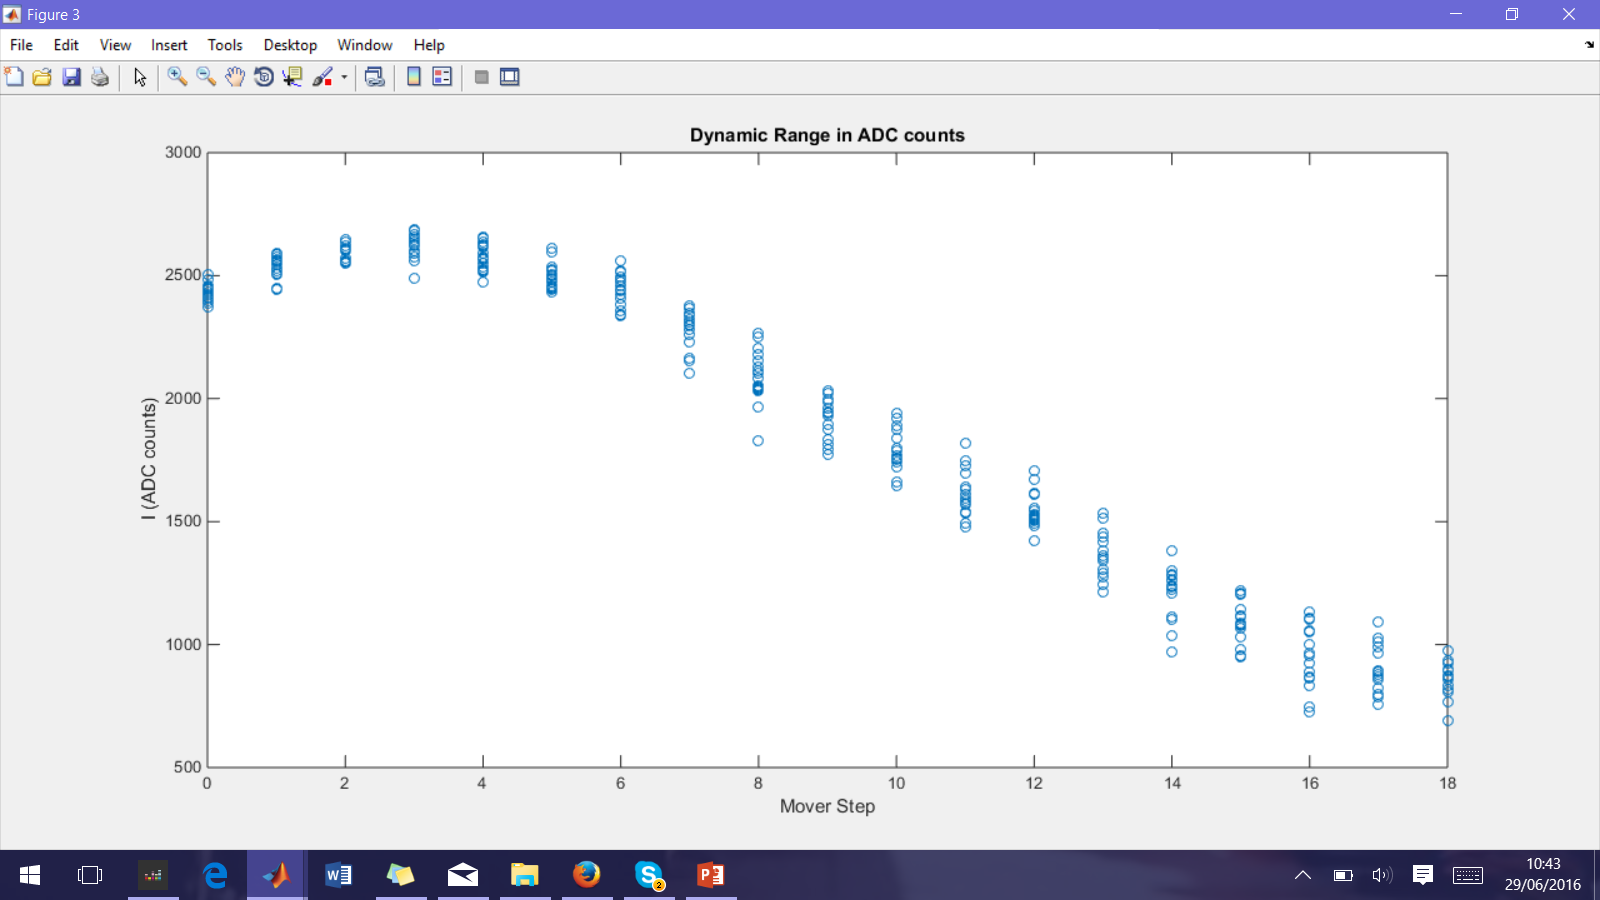 Figure 3
File Edit View Insert Tools Desktop Window Help
Dynamic Range in ADC counts
3000
2500
2000
1500
1000
500
I (ADC counts)
0 2 4 6 8 10 12 14 16 18
Mover Step
10:43
29/06/2016
2